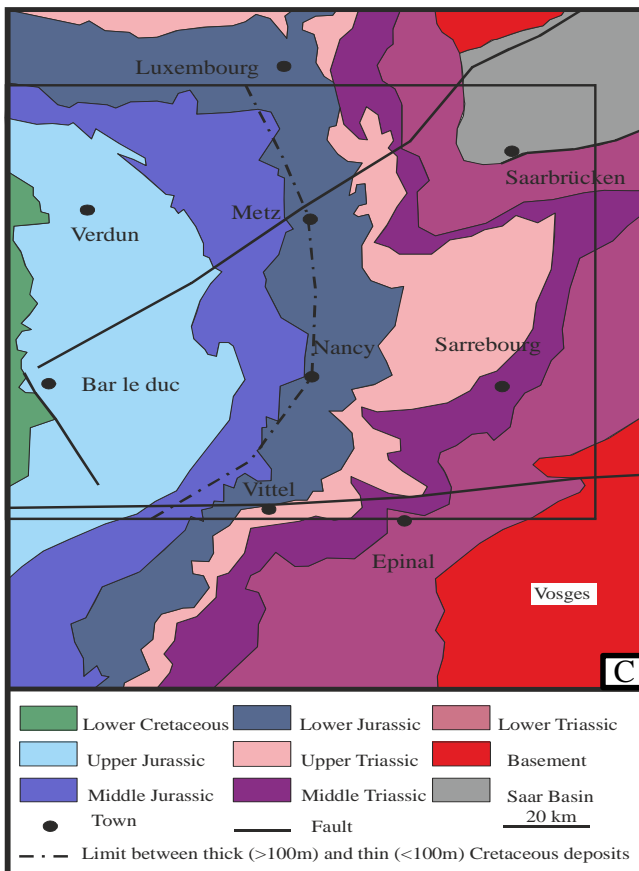 Luxembourg
Saarbrücken
Metz
Verdun
Nancy
Sarrebourg
Bar le duc
Vittel
Epinal
Vosges
C
Lower Cretaceous Lower Jurassic Lower Triassic
Upper Jurassic Upper Triassic Basement
Middle Jurassic Middle Triassic Saar Basin
Town Fault 20 km
Limit between thick (>100m) and thin (<100m) Cretaceous deposits